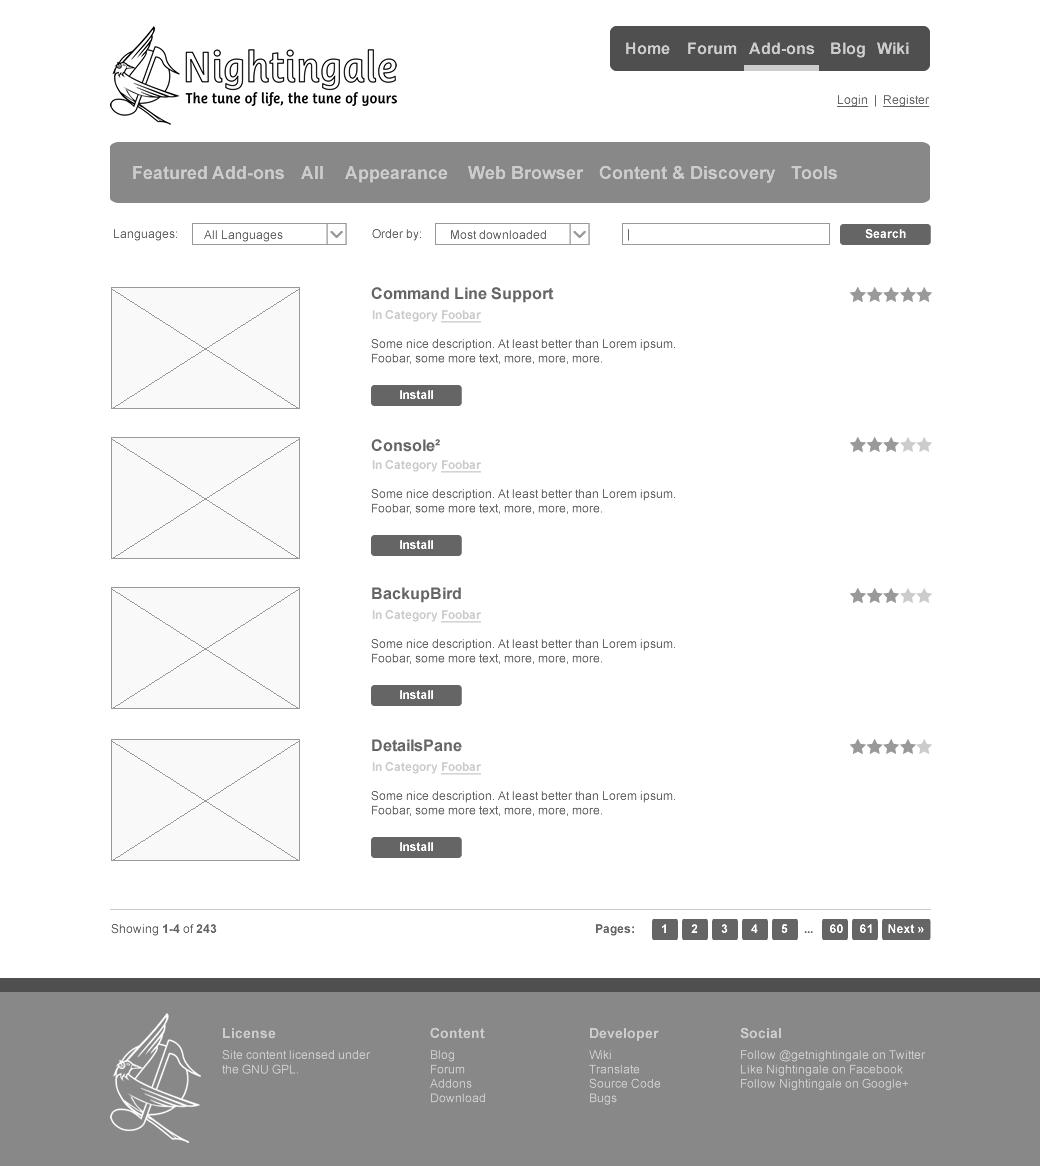 Nightingale
The tune of life, the tune of yours
Home Forum Add-ons Blog Wiki
Login | Register
Featured Add-ons All Appearance Web Browser Content & Discovery Tools
Languages: All Languages Order by: Most downloaded | Search
Command Line Support
In Category Foobar
Some nice description. At least better than Lorem ipsum.
Foobar, some more text, more, more, more.
Install
Console²
In Category Foobar
Some nice description. At least better than Lorem ipsum.
Foobar, some more text, more, more, more.
Install
BackupBird
In Category Foobar
Some nice description. At least better than Lorem ipsum.
Foobar, some more text, more, more, more.
Install
DetailsPane
In Category Foobar
Some nice description. At least better than Lorem ipsum.
Foobar, some more text, more, more, more.
Install
Showing 1-4 of 243 Pages: 1 2 3 4 5 ... 60 61 Next »
License
Site content licensed under
the GNU GPL.
Content
Blog
Forum
Addons
Download
Developer
Wiki
Translate
Source Code
Bugs
Social
Follow @getnightingale on Twitter
Like Nightingale on Facebook
Follow Nightingale on Google+